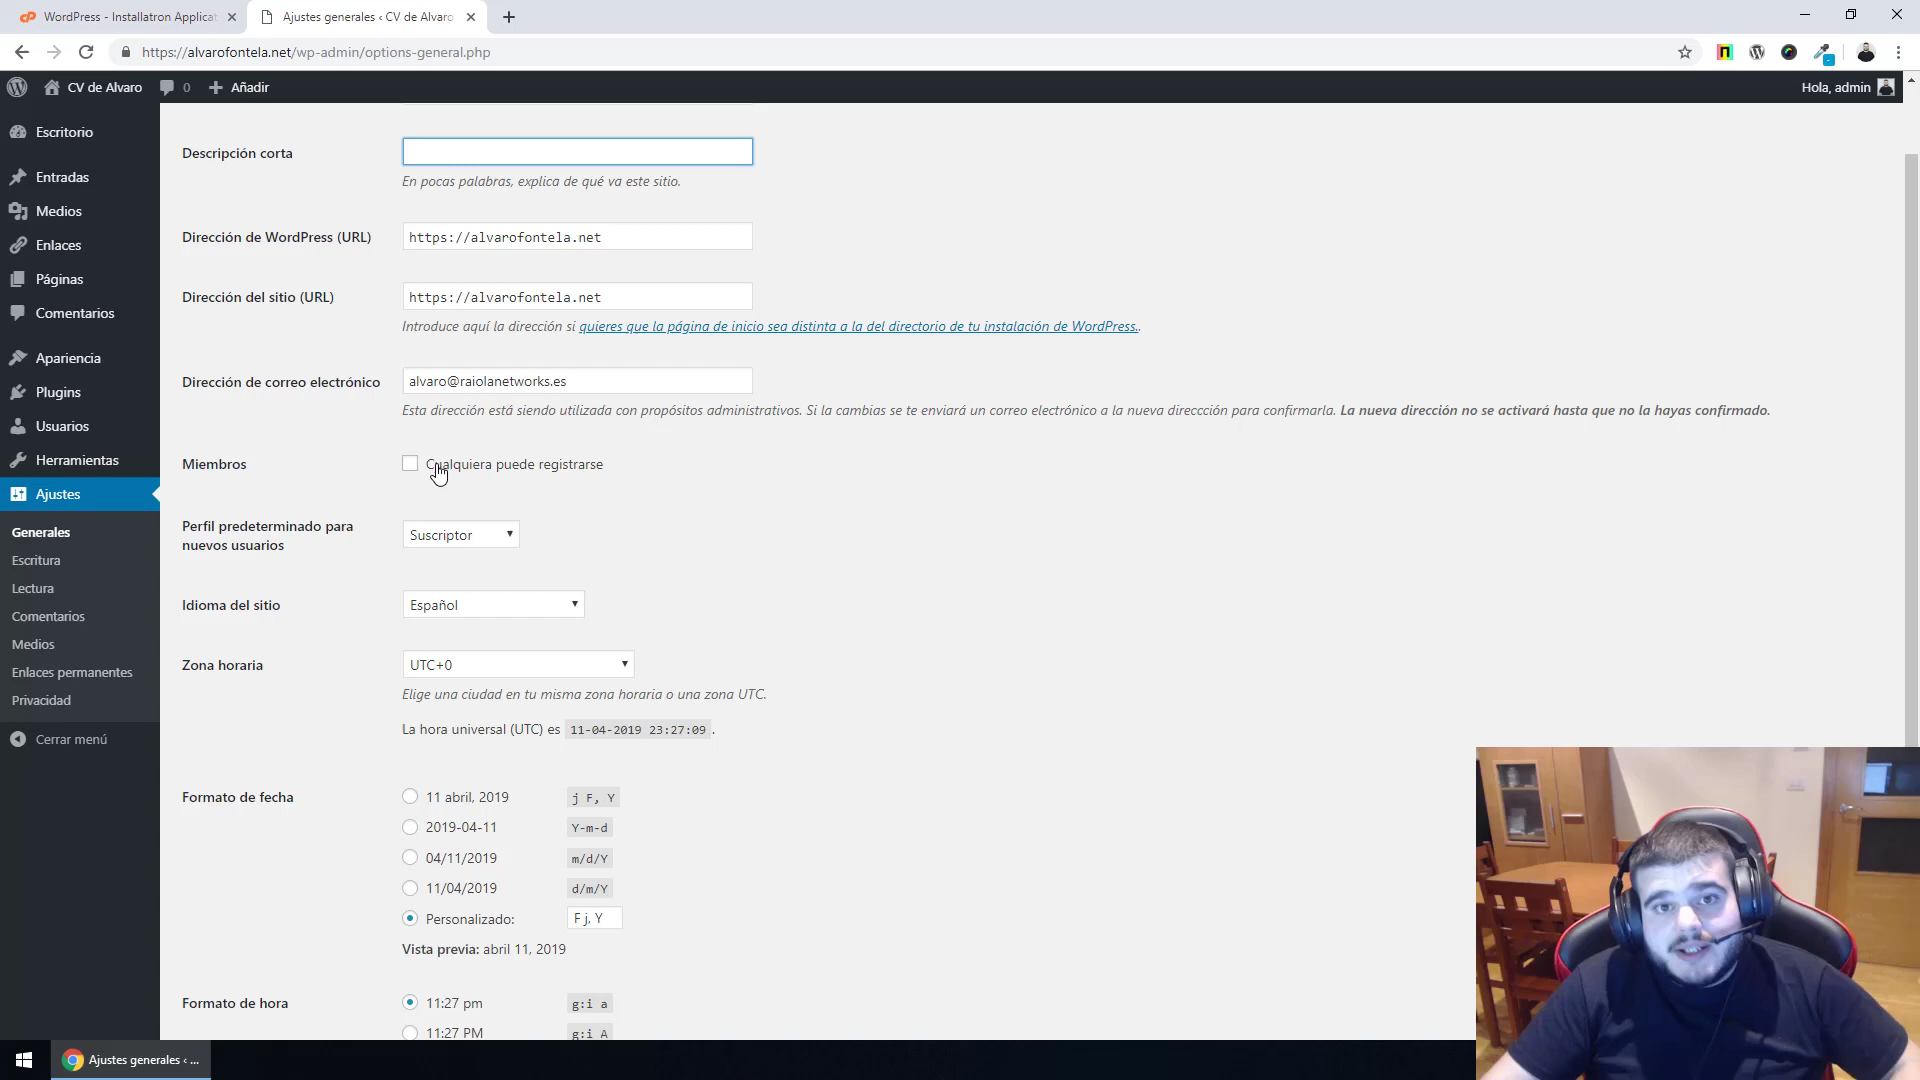 WordPress - Installatron Applicat
Ajustes generales ‹ CV de Alvaro
https://alvarofontela.net/wp-admin/options-general.php
CV de Alvaro
0
Añadir
Hola, admin
Escritorio
Entradas
Medios
Enlaces
Páginas
Comentarios
Apariencia
Plugins
Usuarios
Herramientas
Ajustes
Generales
Escritura
Lectura
Comentarios
Medios
Enlaces permanentes
Privacidad
Cerrar menú
Descripción corta
En pocas palabras, explica de qué va este sitio.
Dirección de WordPress (URL)
https://alvarofontela.net
Dirección del sitio (URL)
https://alvarofontela.net
Introduce aquí la dirección si quieres que la página de inicio sea distinta a la del directorio de tu instalación de WordPress..
Dirección de correo electrónico
alvaro@raiolanetworks.es
Esta dirección está siendo utilizada con propósitos administrativos. Si la cambias se te enviará un correo electrónico a la nueva direccción para confirmarla. La nueva dirección no se activará hasta que no la hayas confirmado.
Miembros
Cualquiera puede registrarse
Perfil predeterminado para
nuevos usuarios
Suscriptor
Idioma del sitio
Español
Zona horaria
UTC+0
Elige una ciudad en tu misma zona horaria o una zona UTC.
La hora universal (UTC) es 11-04-2019 23:27:09 .
Formato de fecha
11 abril, 2019 j F, Y
2019-04-11 Y-m-d
04/11/2019 m/d/Y
11/04/2019 d/m/Y
Personalizado: F j, Y
Vista previa: abril 11, 2019
Formato de hora
11:27 pm g:i a
11:27 PM g:i A
Ajustes generales ‹ ...